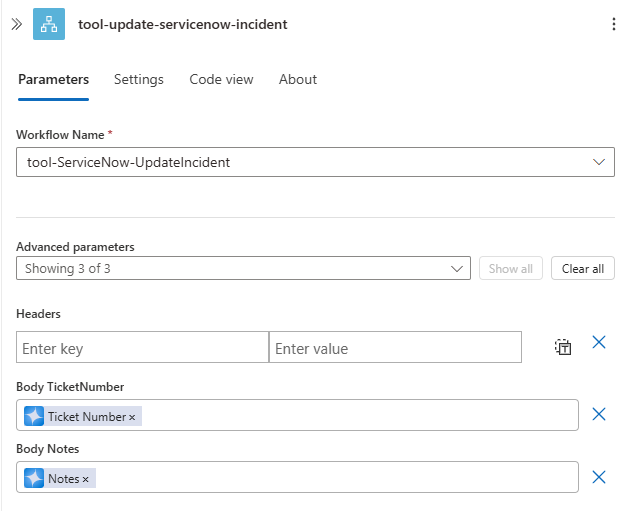 tool-update-servicenow-incident
Parameters Settings Code view About
Workflow Name *
tool-ServiceNow-UpdateIncident
Advanced parameters
Showing 3 of 3 Show all Clear all
Headers
Enter key Enter value
Body TicketNumber
Ticket Number ×
Body Notes
Notes ×